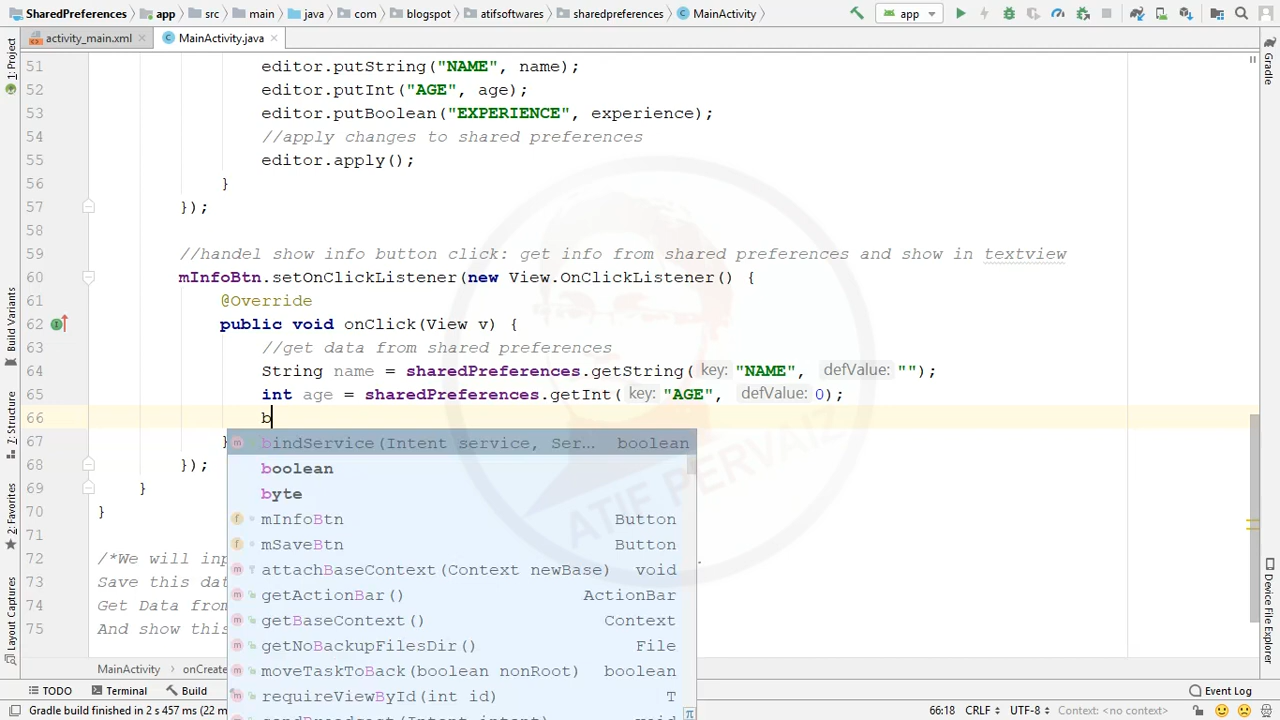 SharedPreferences app src main java com blogspot atifsoftwares sharedpreferences MainActivity app
activity_main.xml MainActivity.java
51 editor.putString("NAME", name);
52 editor.putInt("AGE", age);
53 editor.putBoolean("EXPERIENCE", experience);
54 //apply changes to shared preferences
55 editor.apply();
56 }
57 });
58
59 //handel show info button click: get info from shared preferences and show in textview
60 mInfoBtn.setOnClickListener(new View.OnClickListener() {
61 @Override
62 public void onClick(View v) {
63 //get data from shared preferences
64 String name = sharedPreferences.getString( key: "NAME", defValue: "");
65 int age = sharedPreferences.getInt( key: "AGE", defValue: 0);
66 b
67 }
bindService(Intent service, Ser... boolean
68 });
boolean
69 }
byte
70 }
mInfoBtn Button
71
mSaveBtn Button
72 /*We will inp
attachBaseContext(Context newBase) void
73 Save this dat
getActionBar() ActionBar
74 Get Data from
getBaseContext() Context
75 And show this
getNoBackupFilesDir() File
moveTaskToBack(boolean nonRoot) boolean
requireViewById(int id) T
MainActivity onCreate
1: Project
Build Variants
7: Structure
2: Favorites
Layout Captures
Gradle
Device File Explorer
ATIF PERVAIZ
TODO Terminal Build Event Log
Gradle build finished in 2 s 457 ms (22 m 66:18 CRLF UTF-8 Context: <no context>